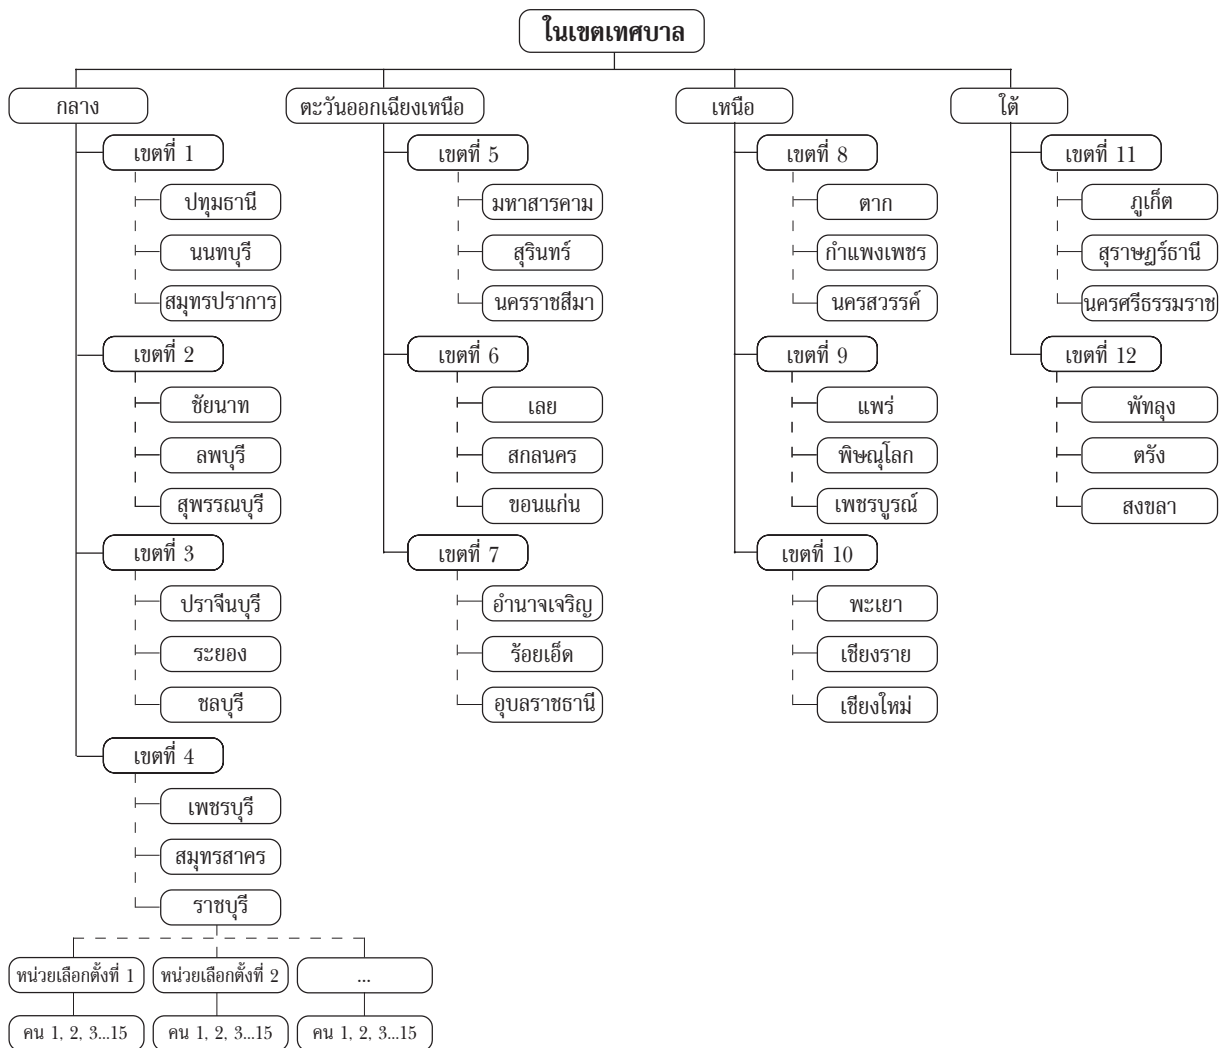 ในเขตเทศบาล
กลาง
เขตที่ 1
ปทุมธานี
นนทบุรี
สมุทรปราการ
เขตที่ 2
ชัยนาท
ลพบุรี
สุพรรณบุรี
เขตที่ 3
ปราจีนบุรี
ระยอง
ชลบุรี
เขตที่ 4
เพชรบุรี
สมุทรสาคร
ราชบุรี
หน่วยเลือกตั้งที่ 1
หน่วยเลือกตั้งที่ 2
...
คน 1, 2, 3...15
คน 1, 2, 3...15
คน 1, 2, 3...15
ตะวันออกเฉียงเหนือ
เขตที่ 5
มหาสารคาม
สุรินทร์
นครราชสีมา
เขตที่ 6
เลย
สกลนคร
ขอนแก่น
เขตที่ 7
อำนาจเจริญ
ร้อยเอ็ด
อุบลราชธานี
เหนือ
เขตที่ 8
ตาก
กำแพงเพชร
นครสวรรค์
เขตที่ 9
แพร่
พิษณุโลก
เพชรบูรณ์
เขตที่ 10
พะเยา
เชียงราย
เชียงใหม่
ใต้
เขตที่ 11
ภูเก็ต
สุราษฎร์ธานี
นครศรีธรรมราช
เขตที่ 12
พัทลุง
ตรัง
สงขลา